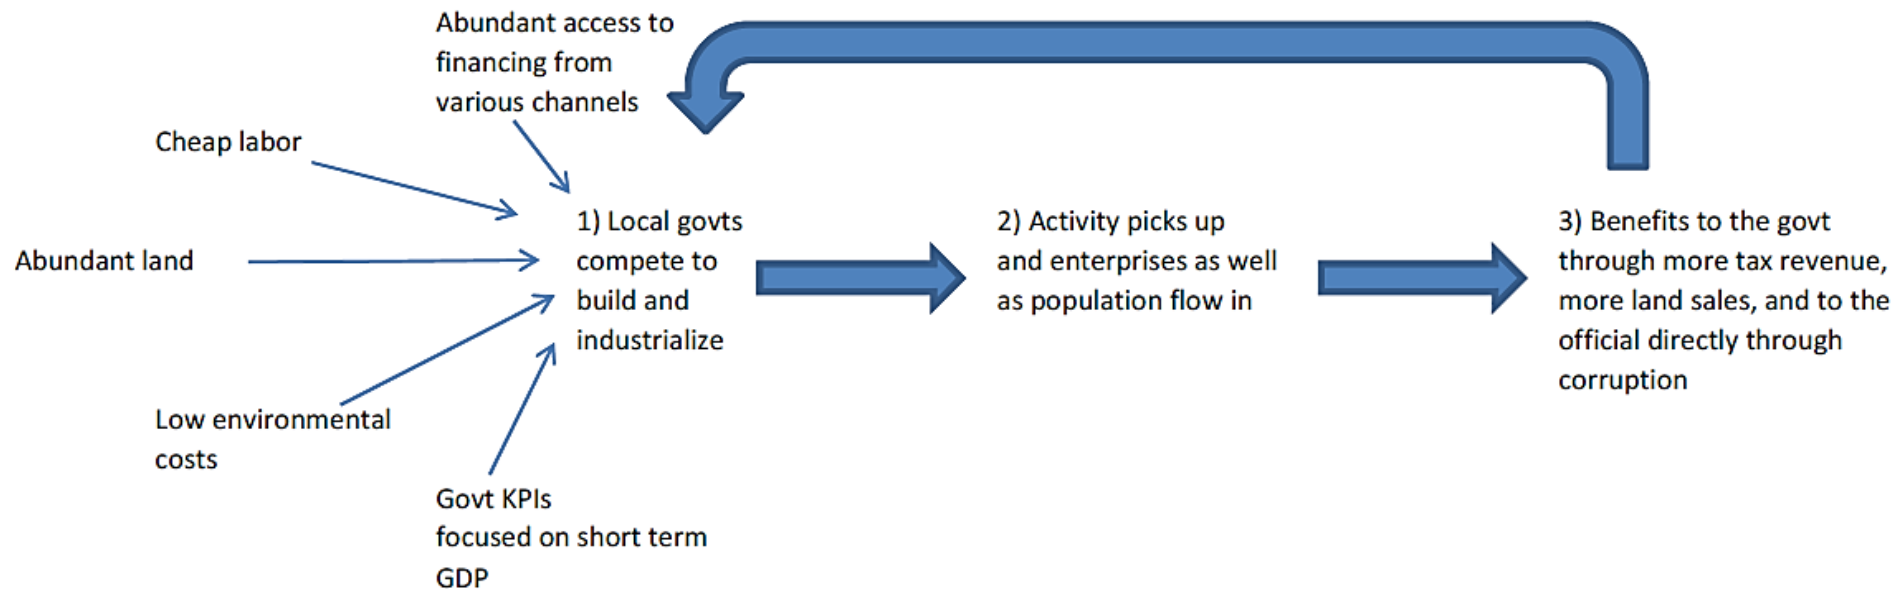 Abundant access to
financing from
various channels
Cheap labor
Abundant land
Low environmental
costs
Govt KPIs
focused on short term
GDP
1) Local govts
compete to
build and
industrialize
2) Activity picks up
and enterprises as well
as population flow in
3) Benefits to the govt
through more tax revenue,
more land sales, and to the
official directly through
corruption